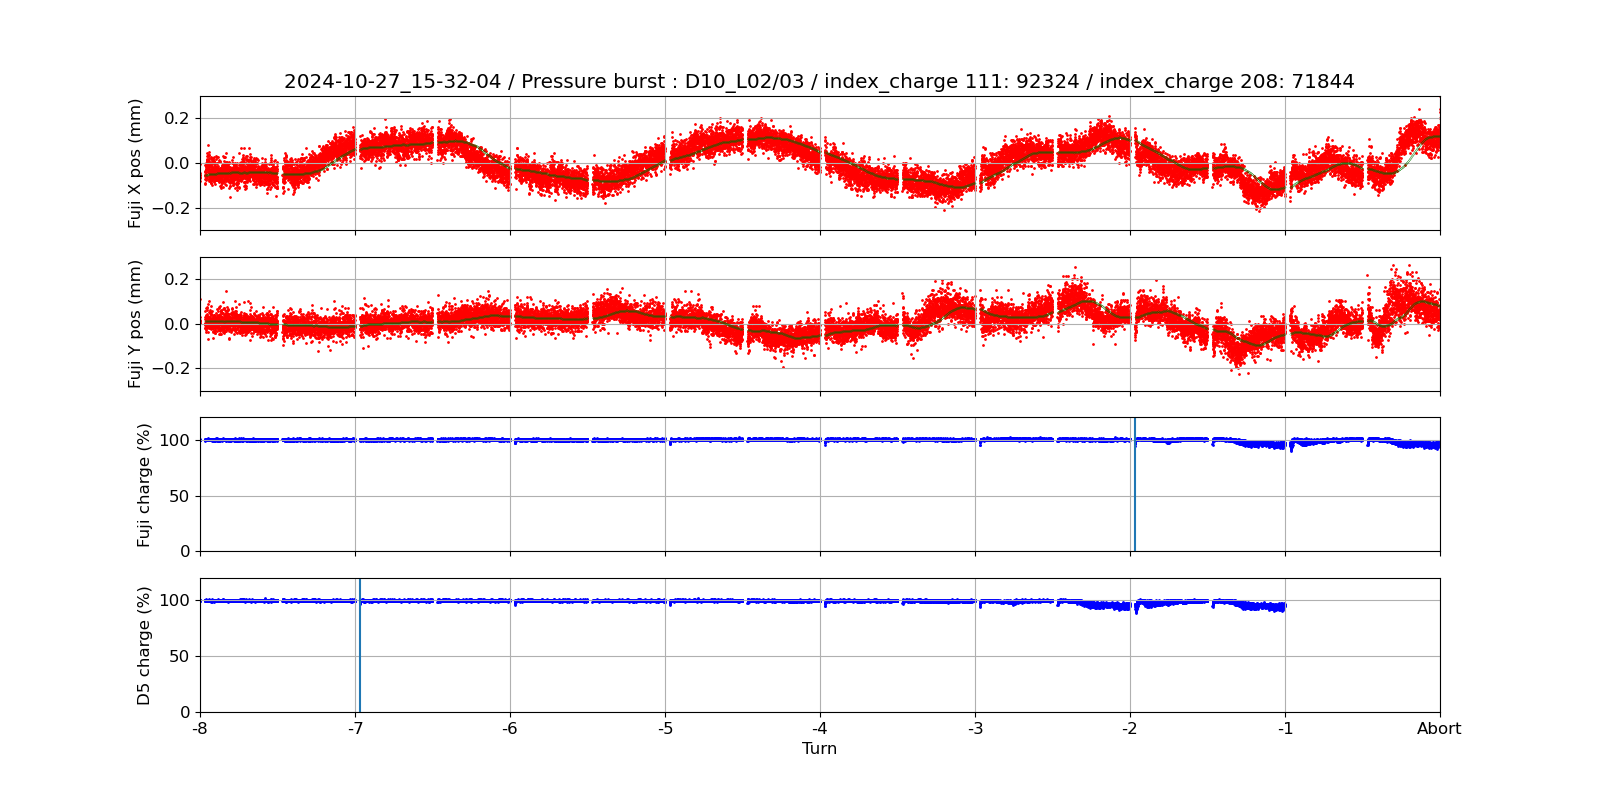 2024-10-27_15-32-04 / Pressure burst : D10_L02/03 / index_charge 111: 92324 / index_charge 208: 71844
Fuji X pos (mm)
0.2
0.0
−0.2
Fuji Y pos (mm)
0.2
0.0
−0.2
Fuji charge (%)
100
50
0
D5 charge (%)
100
50
0
-8 -7 -6 -5 -4 -3 -2 -1 Abort
Turn